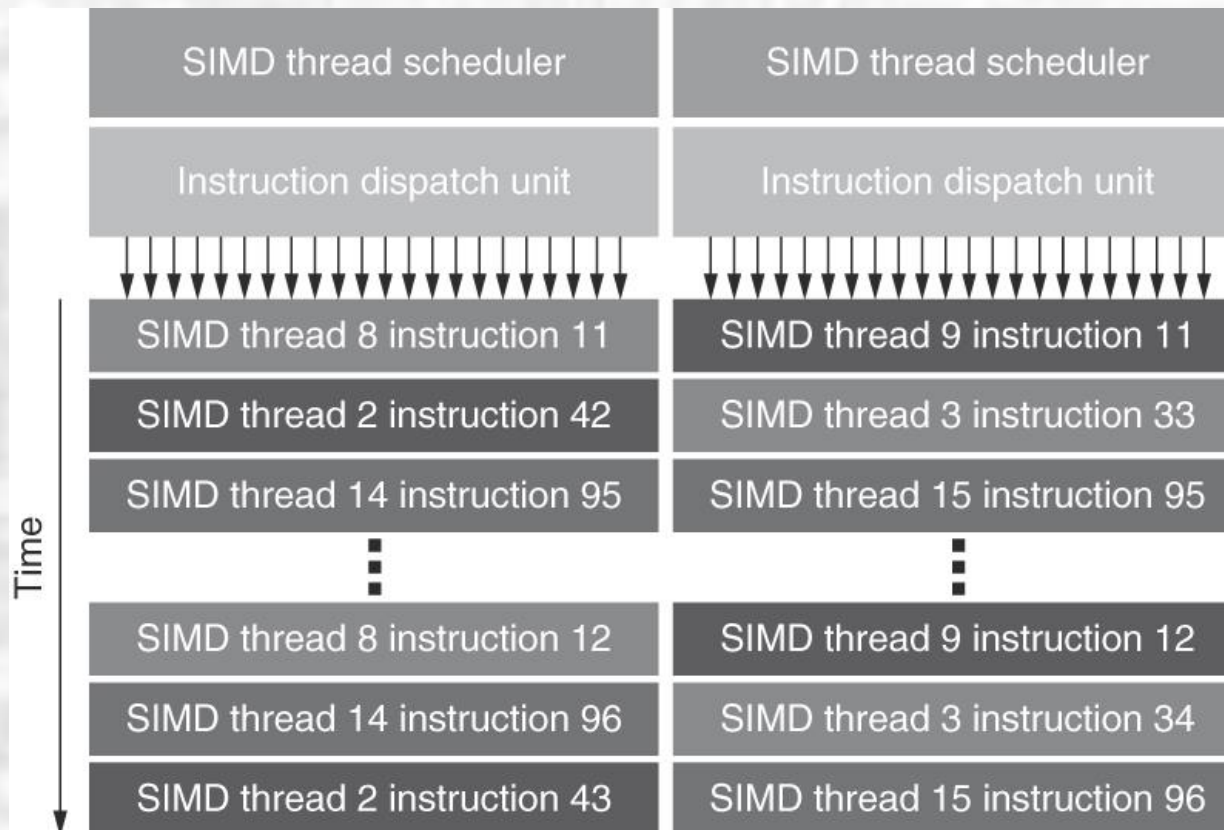 SIMD thread scheduler
SIMD thread scheduler
Instruction dispatch unit
Instruction dispatch unit
Time
SIMD thread 8 instruction 11
SIMD thread 9 instruction 11
SIMD thread 2 instruction 42
SIMD thread 3 instruction 33
SIMD thread 14 instruction 95
SIMD thread 15 instruction 95
SIMD thread 8 instruction 12
SIMD thread 9 instruction 12
SIMD thread 14 instruction 96
SIMD thread 3 instruction 34
SIMD thread 2 instruction 43
SIMD thread 15 instruction 96